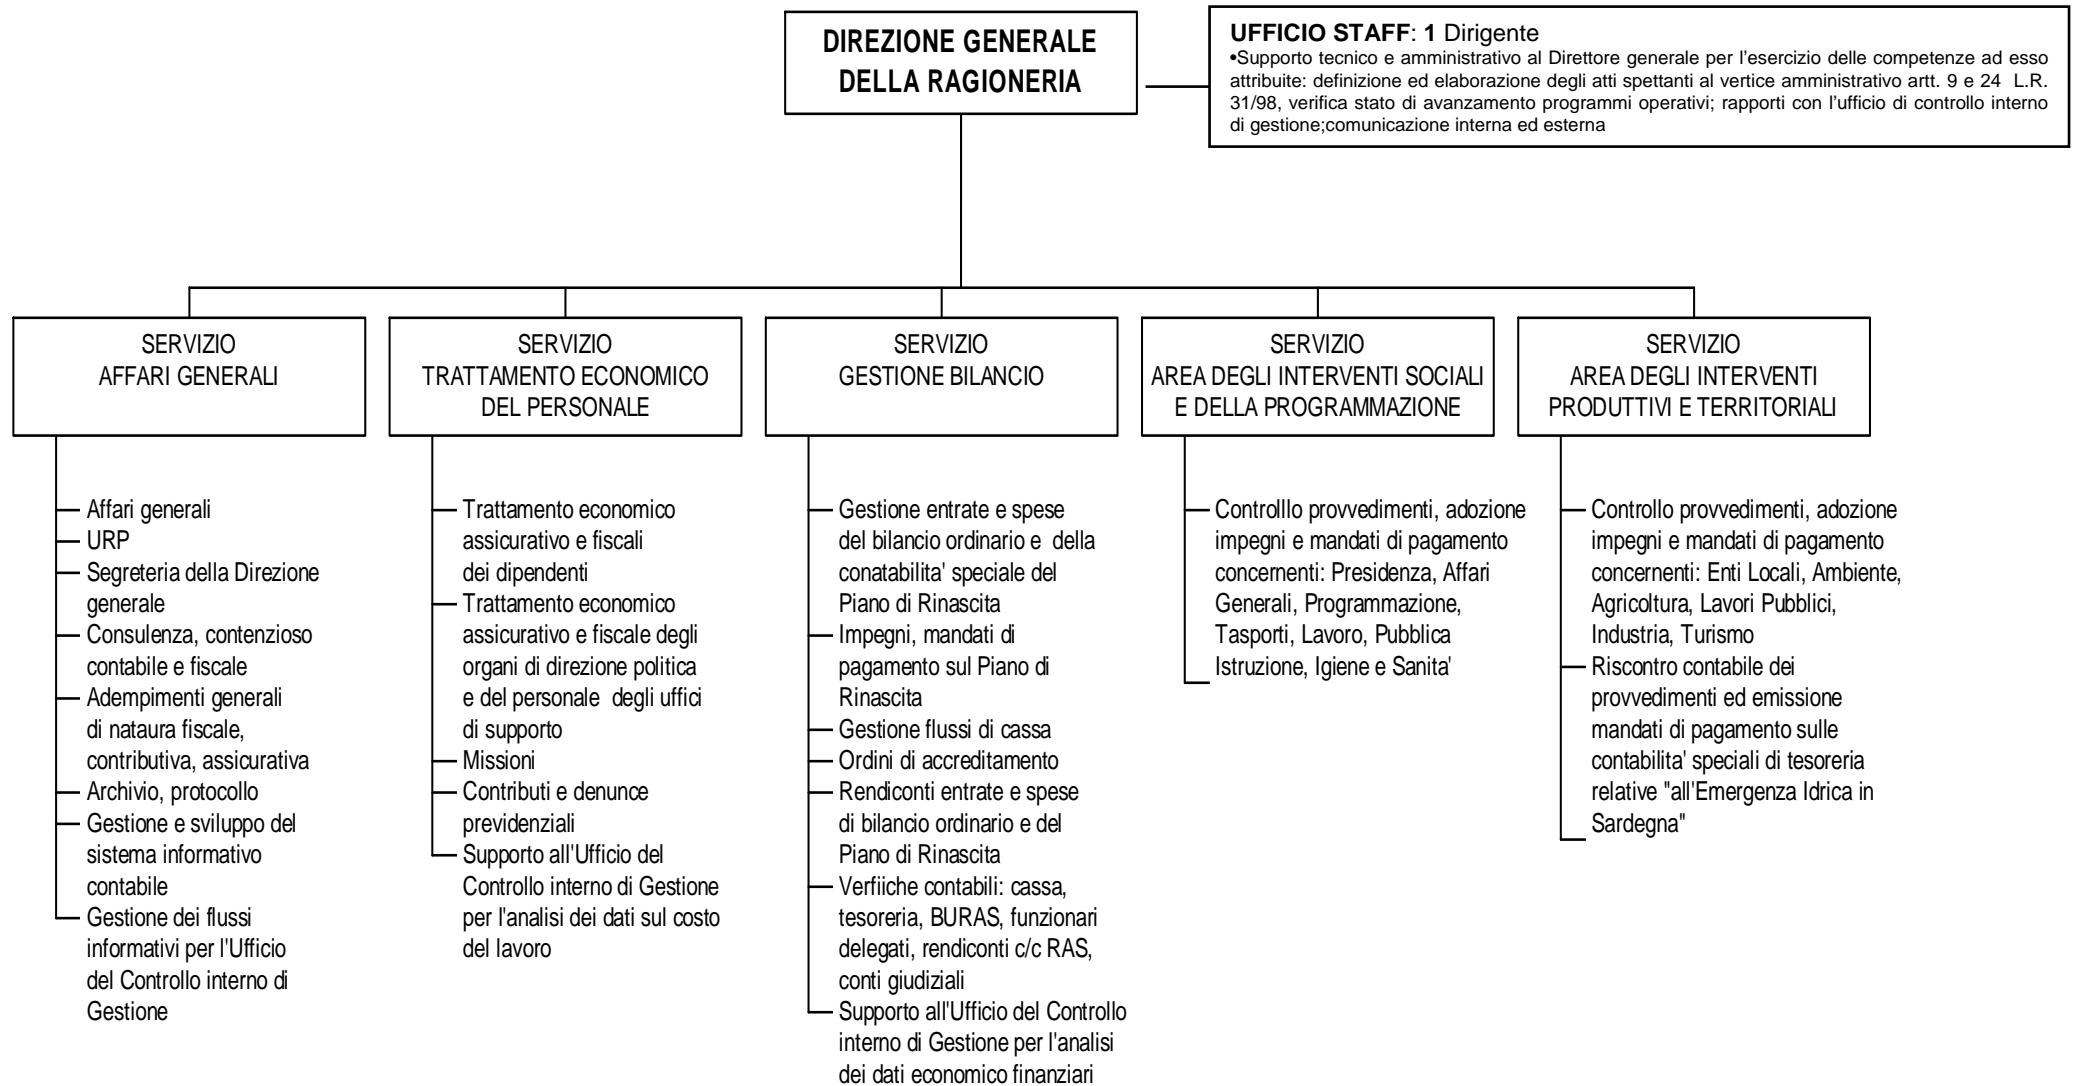 DIREZIONE GENERALE
DELLA RAGIONERIA
UFFICIO STAFF: 1 Dirigente
•Supporto tecnico e amministrativo al Direttore generale per l’esercizio delle competenze ad esso
attribuite: definizione ed elaborazione degli atti spettanti al vertice amministrativo artt. 9 e 24 L.R.
31/98, verifica stato di avanzamento programmi operativi; rapporti con l’ufficio di controllo interno
di gestione;comunicazione interna ed esterna
SERVIZIO
AFFARI GENERALI
Affari generali
URP
Segreteria della Direzione
generale
Consulenza, contenzioso
contabile e fiscale
Adempimenti generali
di nataura fiscale,
contributiva, assicurativa
Archivio, protocollo
Gestione e sviluppo del
sistema informativo
contabile
Gestione dei flussi
informativi per l'Ufficio
del Controllo interno di
Gestione
SERVIZIO
TRATTAMENTO ECONOMICO
DEL PERSONALE
Trattamento economico
assicurativo e fiscali
dei dipendenti
Trattamento economico
assicurativo e fiscale degli
organi di direzione politica
e del personale degli uffici
di supporto
Missioni
Contributi e denunce
previdenziali
Supporto all'Ufficio del
Controllo interno di Gestione
per l'analisi dei dati sul costo
del lavoro
SERVIZIO
GESTIONE BILANCIO
Gestione entrate e spese
del bilancio ordinario e della
conatabilita' speciale del
Piano di Rinascita
Impegni, mandati di
pagamento sul Piano di
Rinascita
Gestione flussi di cassa
Ordini di accreditamento
Rendiconti entrate e spese
di bilancio ordinario e del
Piano di Rinascita
Verfiiche contabili: cassa,
tesoreria, BURAS, funzionari
delegati, rendiconti c/c RAS,
conti giudiziali
Supporto all'Ufficio del Controllo
interno di Gestione per l'analisi
dei dati economico finanziari
SERVIZIO
AREA DEGLI INTERVENTI SOCIALI
E DELLA PROGRAMMAZIONE
Controlllo provvedimenti, adozione
impegni e mandati di pagamento
concernenti: Presidenza, Affari
Generali, Programmazione,
Tasporti, Lavoro, Pubblica
Istruzione, Igiene e Sanita'
SERVIZIO
AREA DEGLI INTERVENTI
PRODUTTIVI E TERRITORIALI
Controllo provvedimenti, adozione
impegni e mandati di pagamento
concernenti: Enti Locali, Ambiente,
Agricoltura, Lavori Pubblici,
Industria, Turismo
Riscontro contabile dei
provvedimenti ed emissione
mandati di pagamento sulle
contabilita' speciali di tesoreria
relative "all'Emergenza Idrica in
Sardegna"